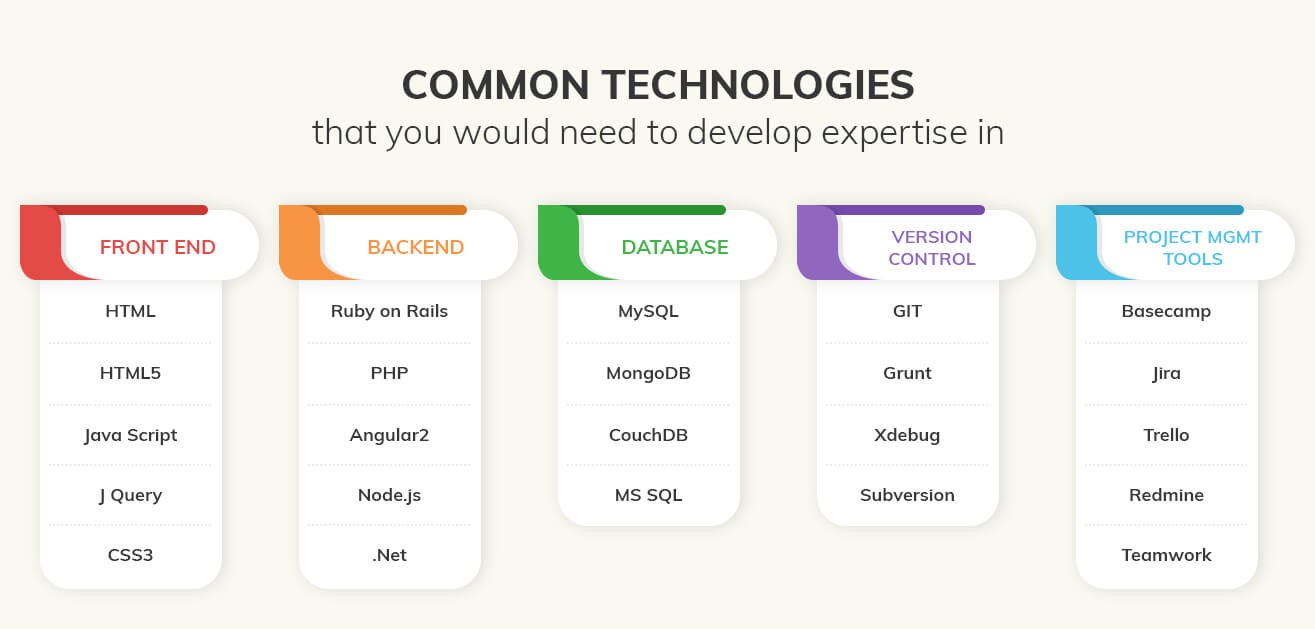 COMMON TECHNOLOGIES
that you would need to develop expertise in
FRONT END
HTML
HTML5
Java Script
J Query
CSS3
BACKEND
Ruby on Rails
PHP
Angular2
Node.js
.Net
DATABASE
MySQL
MongoDB
CouchDB
MS SQL
VERSION
CONTROL
GIT
Grunt
Xdebug
Subversion
PROJECT MGMT
TOOLS
Basecamp
Jira
Trello
Redmine
Teamwork